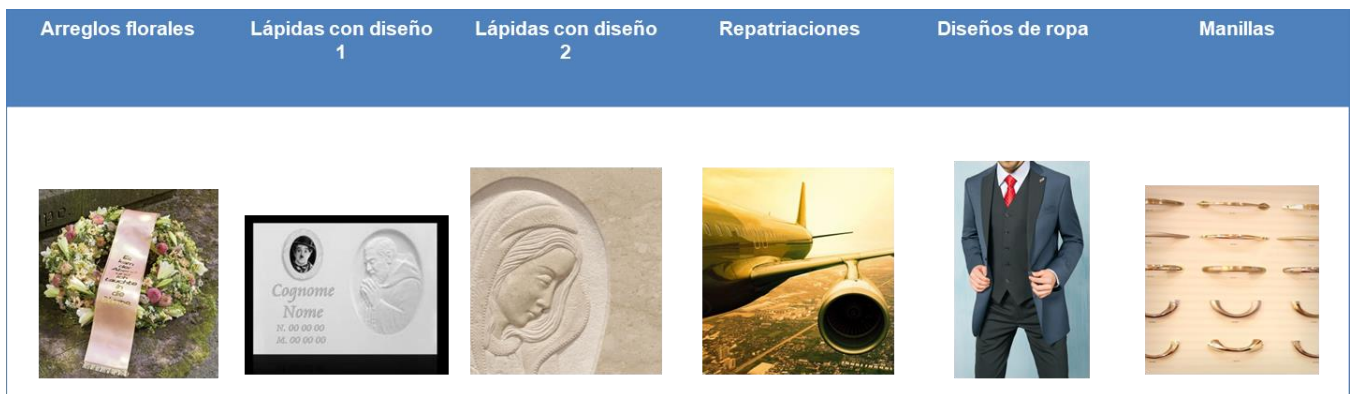 Arreglos florales
Lápidas con diseño
1
Lápidas con diseño
2
Repatriaciones
Diseños de ropa
Manillas
Cognome
Nome
N. 00 00 00
M. 00 00 00